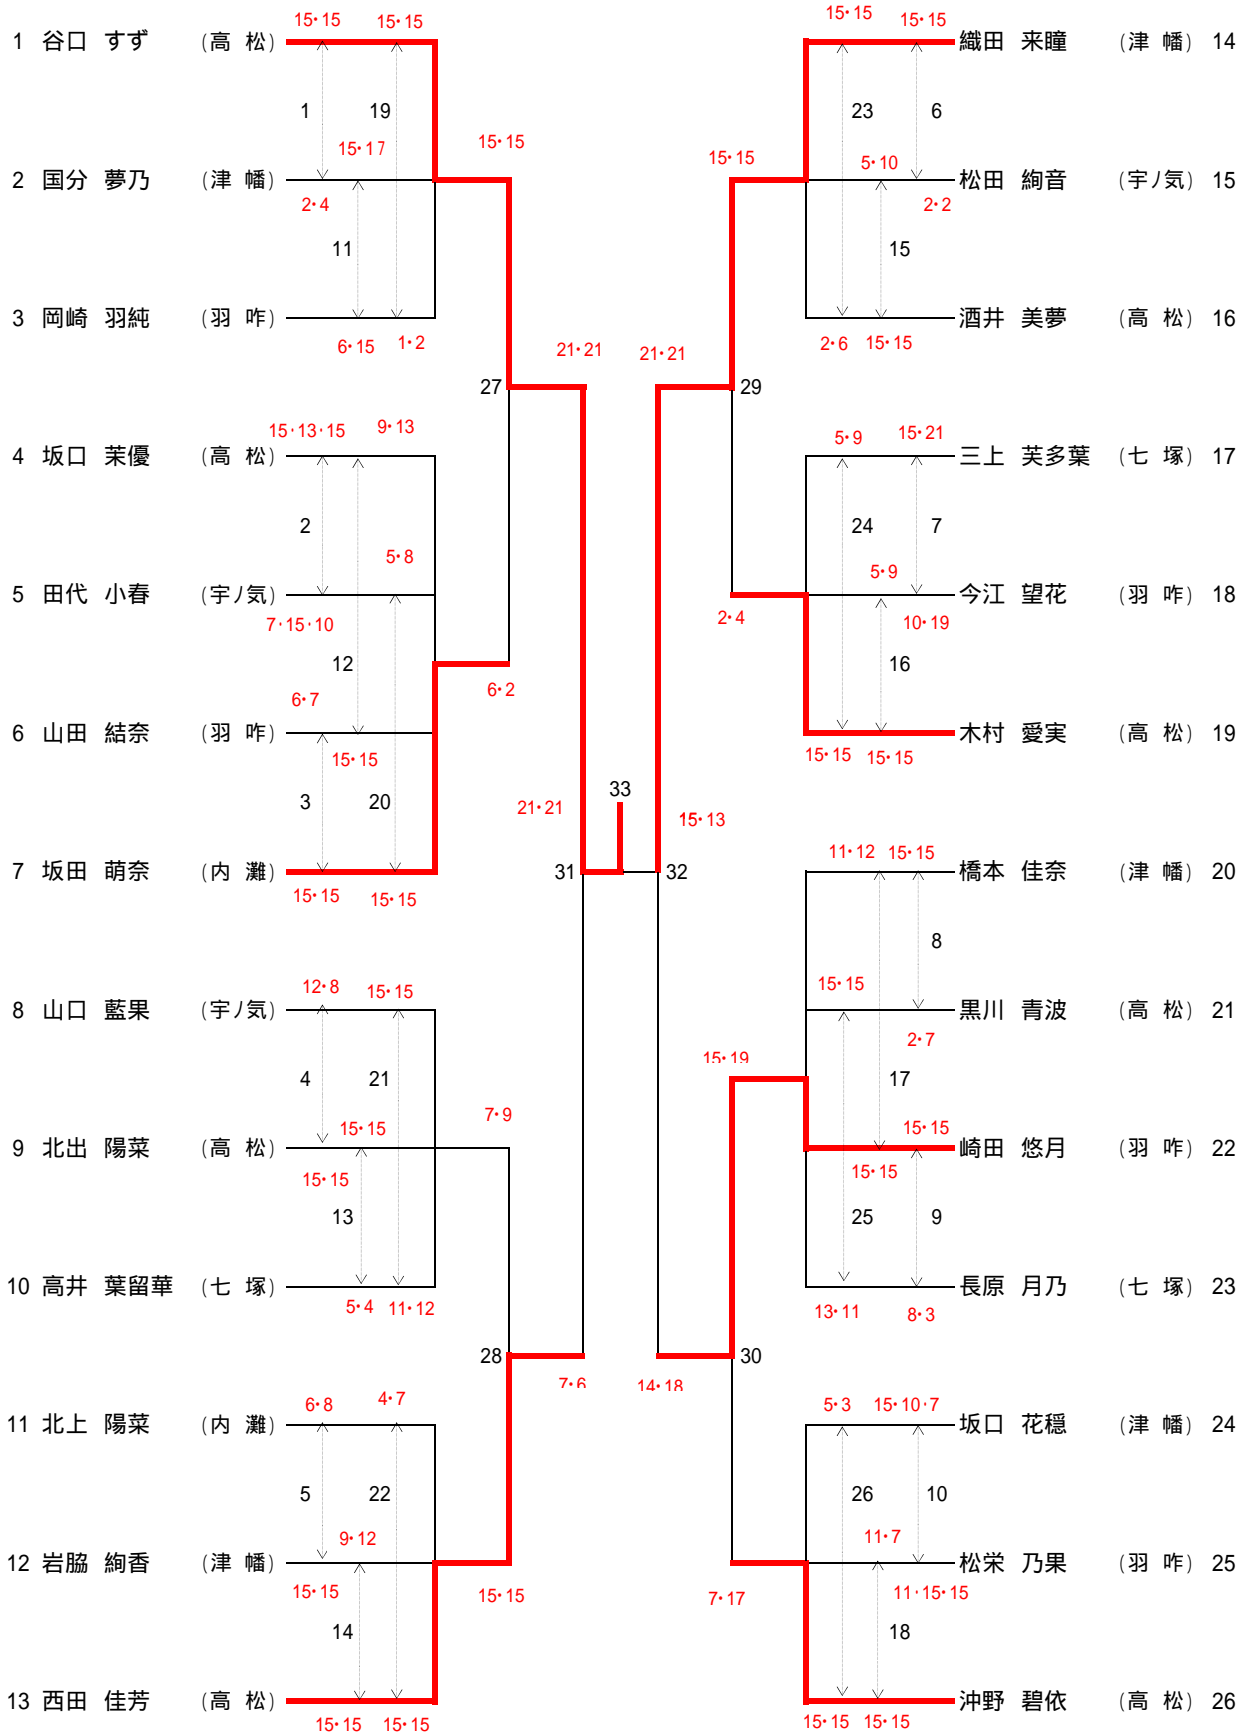 15・15 15・15 15・15 15・15
1 谷口 すず (高 松) 織田 来瞳 (津 幡) 14
1 19 23 6
15・17 15・15 15・15 5・10
2 国分 夢乃 (津 幡) 松田 絢音 (宇ノ気) 15
2・4 2・2
11 15
3 岡崎 羽純 (羽 咋) 酒井 美夢 (高 松) 16
6・15 1・2 21・21 21・21 2・6 15・15
27 29
15・13・15 9・13 5・9 15・21
4 坂口 茉優 (高 松) 三上 芙多葉 (七 塚) 17
2 24 7
5・8 5・9
5 田代 小春 (宇ノ気) 今江 望花 (羽 咋) 18
7・15・10 2・4 10・19
12 16
6・7 6・2
6 山田 結奈 (羽 咋) 木村 愛実 (高 松) 19
15・15 15・15 15・15
3 20 21・21 33 15・13
11・12 15・15
7 坂田 萌奈 (内 灘) 31 32 橋本 佳奈 (津 幡) 20
15・15 15・15
8
12・8 15・15 15・15
8 山口 藍果 (宇ノ気) 黒川 青波 (高 松) 21
2・7
4 21 15・19 17
15・15 7・9 15・15
9 北出 陽菜 (高 松) 崎田 悠月 (羽 咋) 22
15・15 15・15
13 25 9
10 高井 葉留華 (七 塚) 長原 月乃 (七 塚) 23
5・4 11・12 13・11 8・3
28 30
7・6 14・18
6・8 4・7 5・3 15・10・7
11 北上 陽菜 (内 灘) 坂口 花穏 (津 幡) 24
5 22 26 10
9・12 11・7
12 岩脇 絢香 (津 幡) 松栄 乃果 (羽 咋) 25
15・15 15・15 7・17 11・15・15
14 18
13 西田 佳芳 (高 松) 沖野 碧依 (高 松) 26
15・15 15・15 15・15 15・15